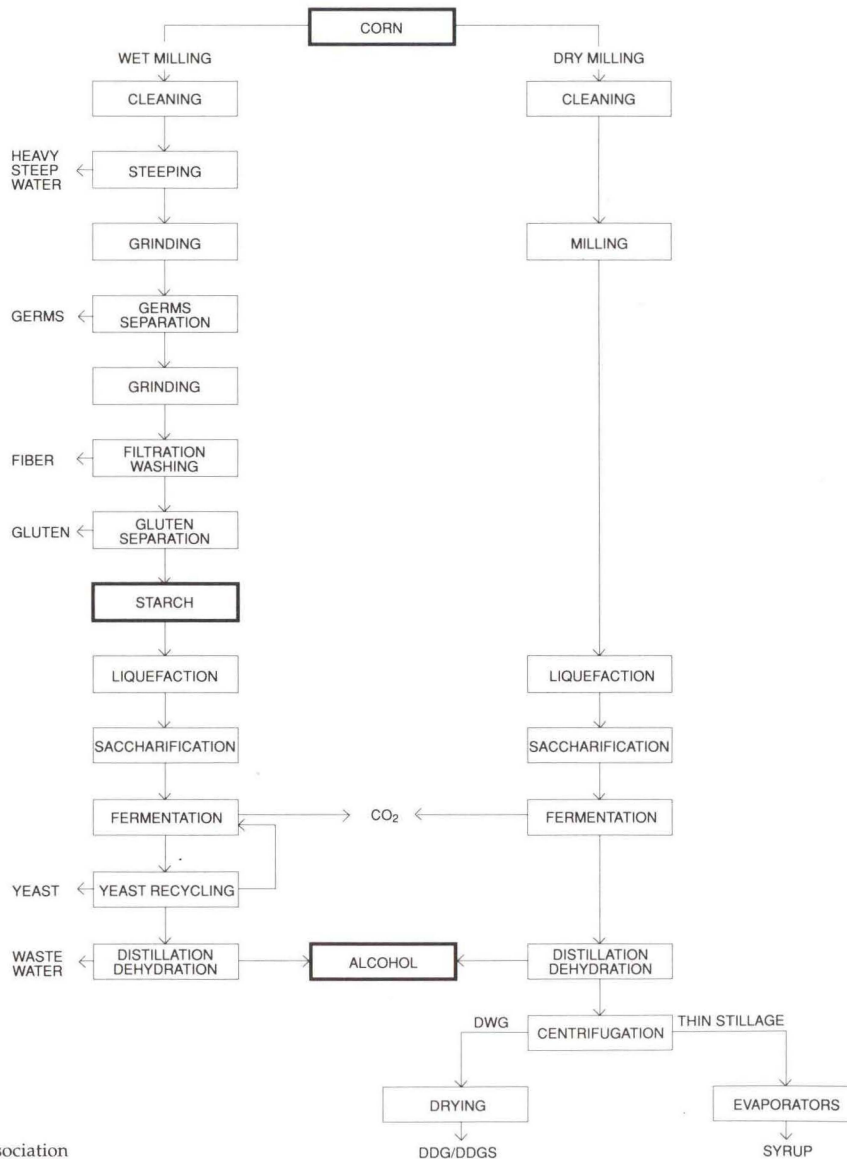 CORN
WET MILLING
DRY MILLING
CLEANING
CLEANING
HEAVY
STEEP
WATER
STEEPING
GRINDING
MILLING
GERMS
GERMS
SEPARATION
GRINDING
FIBER
FILTRATION
WASHING
GLUTEN
GLUTEN
SEPARATION
STARCH
LIQUEFACTION
LIQUEFACTION
SACCHARIFICATION
SACCHARIFICATION
FERMENTATION
CO₂
FERMENTATION
YEAST
YEAST RECYCLING
WASTE
WATER
DISTILLATION
DEHYDRATION
ALCOHOL
DISTILLATION
DEHYDRATION
DWG
CENTRIFUGATION
THIN STILLAGE
DRYING
EVAPORATORS
sociation
DDG/DDGS
SYRUP